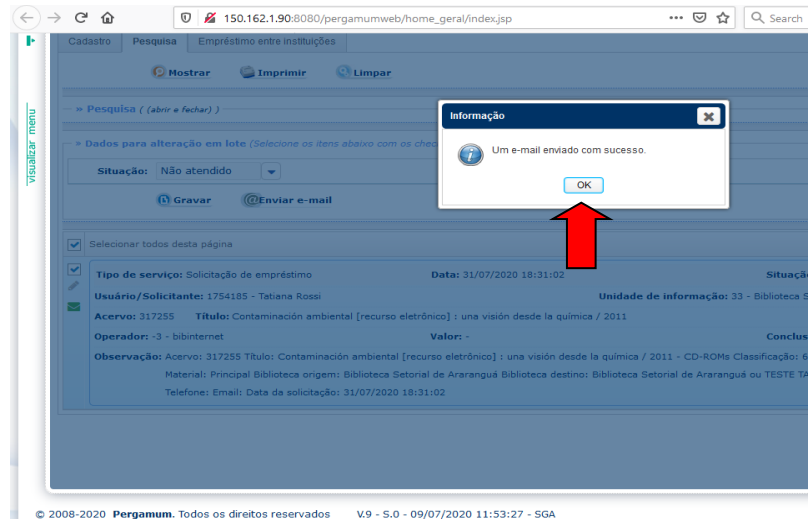 150.162.1.90:8080/pergamumweb/home_geral/index.jsp
Search
Cadastro Pesquisa Empréstimo entre instituições
Mostrar Imprimir Limpar
» Pesquisa ( (abrir e fechar) )
Informação
Um e-mail enviado com sucesso.
OK
visualizar menu
» Dados para alteração em lote (Selecione os itens abaixo com os chec
Situação: Não atendido
Gravar @Enviar e-mail
Selecionar todos desta página
Tipo de serviço: Solicitação de empréstimo Data: 31/07/2020 18:31:02 Situaçã
Usuário/Solicitante: 1754185 - Tatiana Rossi Unidade de informação: 33 - Biblioteca S
Acervo: 317255 Título: Contaminación ambiental [recurso eletrônico] : una visión desde la química / 2011
Operador: -3 - bibinternet Valor: - Conclus
Observação: Acervo: 317255 Título: Contaminación ambiental [recurso eletrônico] : una visión desde la química / 2011 - CD-ROMs Classificação: 6
Material: Principal Biblioteca origem: Biblioteca Setorial de Araranguá Biblioteca destino: Biblioteca Setorial de Araranguá ou TESTE TA
Telefone: Email: Data da solicitação: 31/07/2020 18:31:02
© 2008-2020 Pergamum. Todos os direitos reservados V.9 - S.0 - 09/07/2020 11:53:27 - SGA